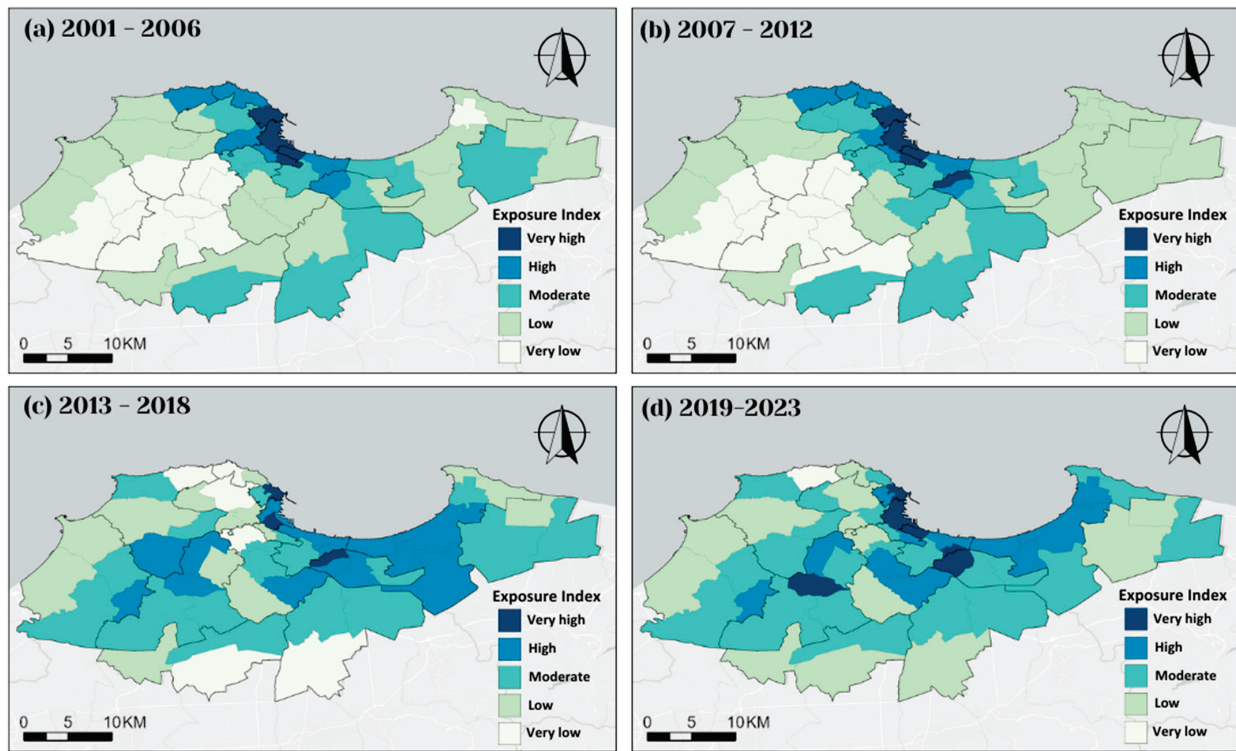 (a) 2001 - 2006
Exposure Index
Very high
High
Moderate
Low
Very low
0 5 10KM
(b) 2007 - 2012
Exposure Index
Very high
High
Moderate
Low
Very low
0 5 10KM
(c) 2013 - 2018
Exposure Index
Very high
High
Moderate
Low
Very low
0 5 10KM
(d) 2019-2023
Exposure Index
Very high
High
Moderate
Low
Very low
0 5 10KM